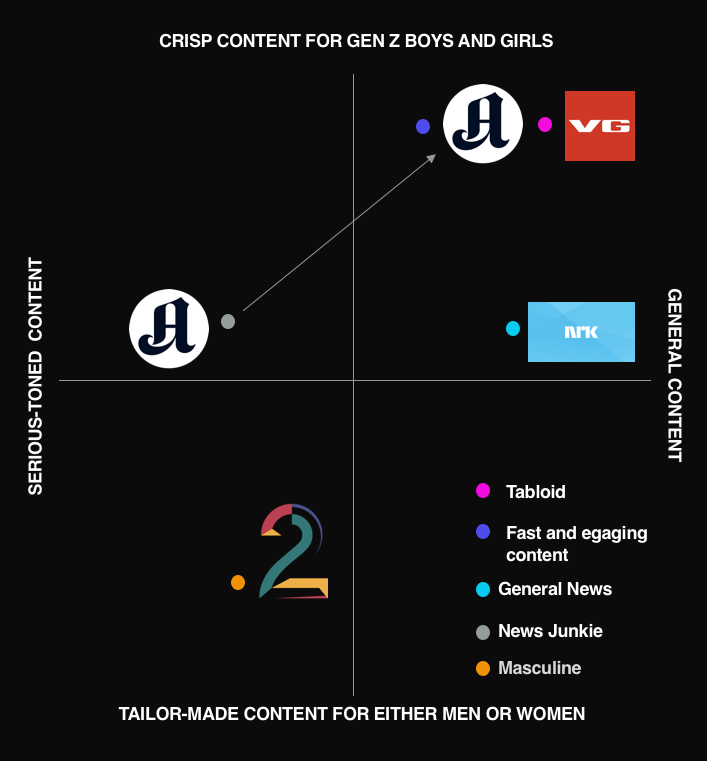 CRISP CONTENT FOR GEN Z BOYS AND GIRLS
A
VG
SERIOUS-TONED CONTENT
A
nrk
GENERAL CONTENT
2
Tabloid
Fast and egaging
content
General News
News Junkie
Masculine
TAILOR-MADE CONTENT FOR EITHER MEN OR WOMEN